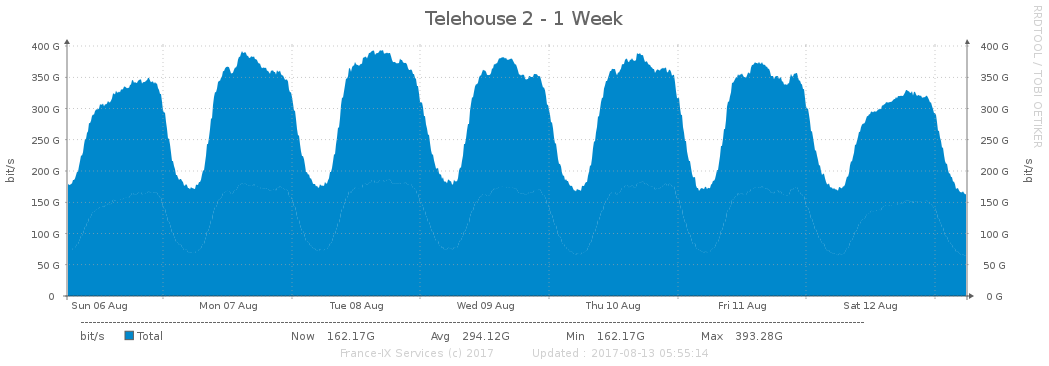 Telehouse 2 - 1 Week
RRDTOOL / TOBI OETIKER
bit/s
400 G 400 G
350 G 350 G
300 G 300 G
250 G 250 G
200 G 200 G
150 G 150 G
100 G 100 G
50 G 50 G
0 0 G
bit/s
Sun 06 Aug Mon 07 Aug Tue 08 Aug Wed 09 Aug Thu 10 Aug Fri 11 Aug Sat 12 Aug
bit/s Total Now 162.17G Avg 294.12G Min 162.17G Max 393.28G
France-IX Services (c) 2017 Updated : 2017-08-13 05:55:14